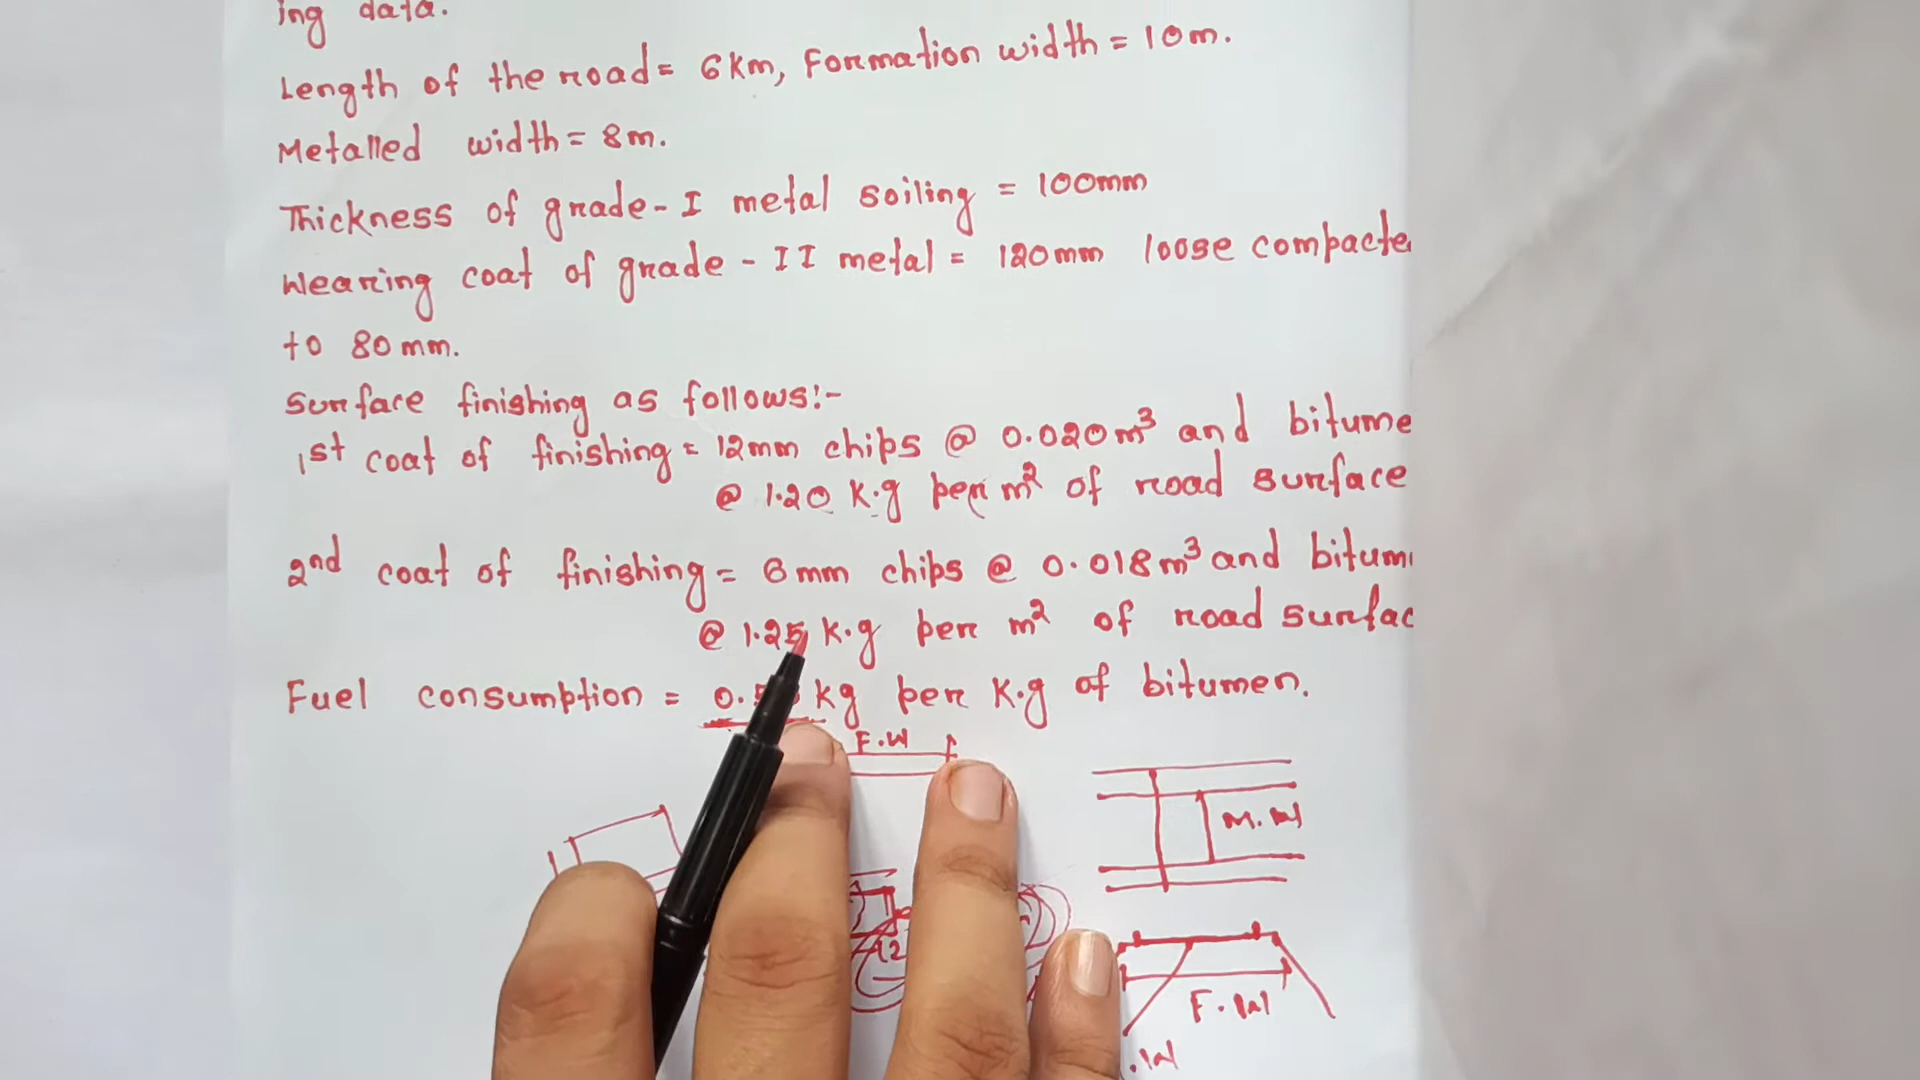 ing data.
Length of the road = 6 Km, Formation width = 10m.
Metalled width = 8m.
Thickness of grade - I metal soiling = 100mm
Wearing coat of grade - II metal = 120mm loose compacte
to 80mm.
Surface finishing as follows:-
1st coat of finishing = 12mm chips @ 0.020m³ and bitume
@ 1.20 K.g per m² of road surface
2nd coat of finishing = 6mm chips @ 0.018m³ and bitum
@ 1.25 K.g per m² of road surfac
Fuel consumption = kg per K.g of bitumen.
F.W
M.W
12
F.W
.W